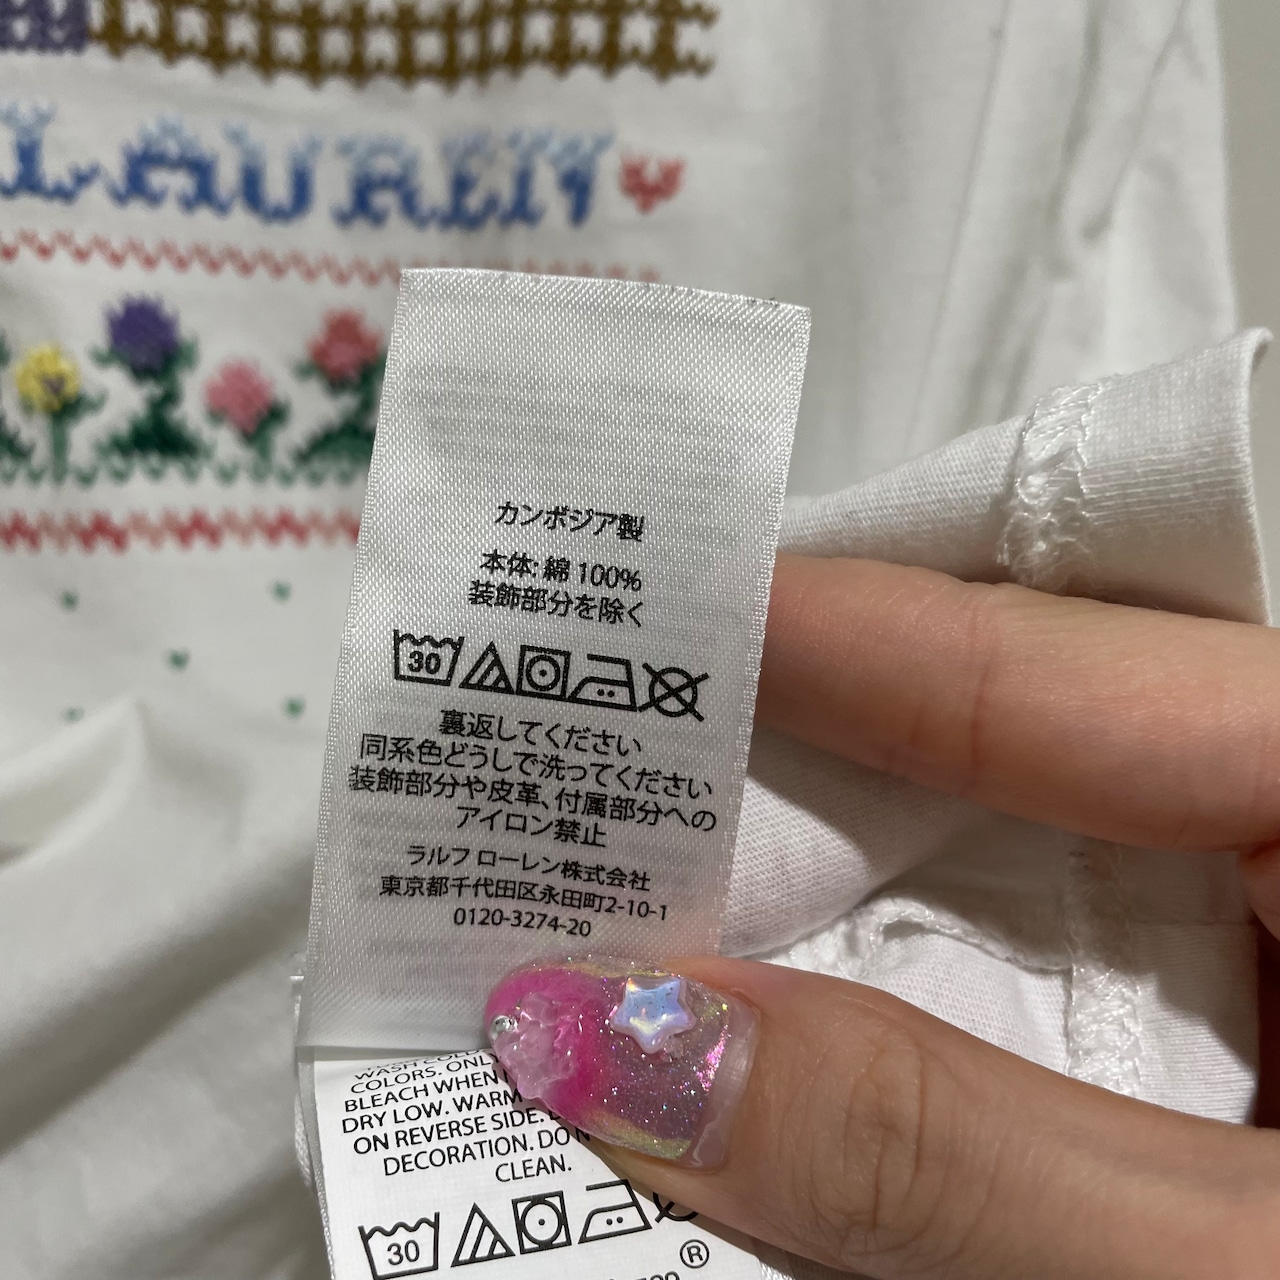 LAUREN
カンボジア製
本体: 綿 100%
装飾部分を除く
30
裏返してください
同系色どうしで洗ってください
装飾部分や皮革、付属部分への
アイロン禁止
ラルフ ローレン株式会社
東京都千代田区永田町2-10-1
0120-3274-20
WASH COLD
COLORS. ONLY
BLEACH WHEN
DRY LOW. WARM
ON REVERSE SIDE.
DECORATION. DO N
CLEAN.
30
®